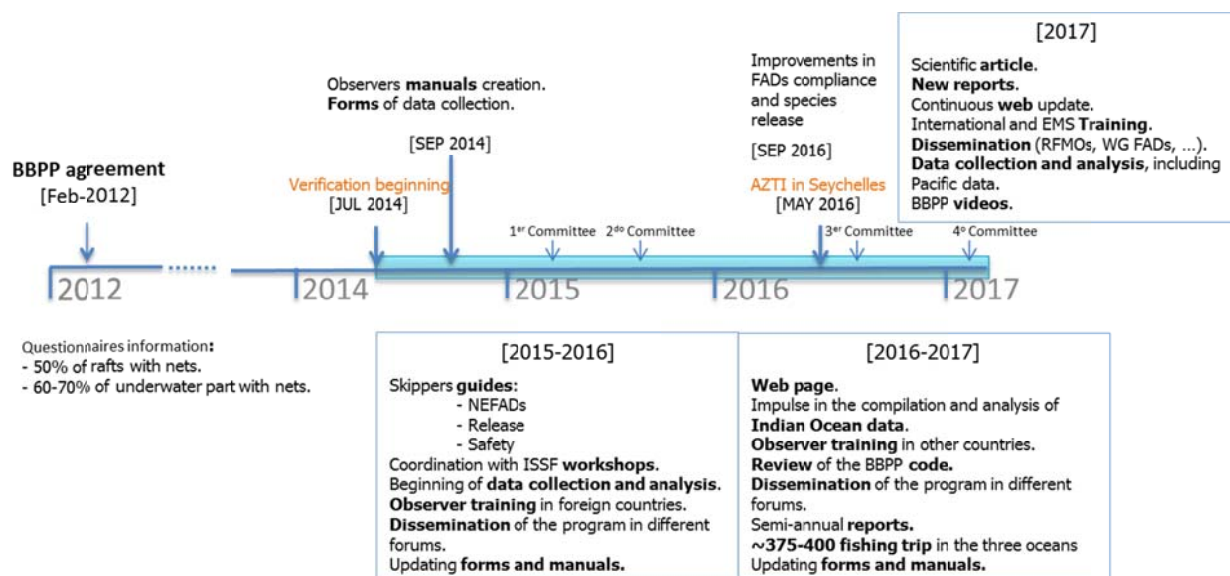 BBPP agreement
[Feb-2012]
Observers manuals creation.
Forms of data collection.
[SEP 2014]
Verification beginning
[JUL 2014]
Improvements in
FADs compliance
and species
release
[SEP 2016]
AZTI in Seychelles
[MAY 2016]
[2017]
Scientific article.
New reports.
Continuous web update.
International and EMS Training.
Dissemination (RFMOs, WG FADs, ...).
Data collection and analysis, including
Pacific data.
BBPP videos.
1er Committee
2do Committee
3er Committee
4o Committee
2012
2014
2015
2016
2017
Questionnaires information:
- 50% of rafts with nets.
- 60-70% of underwater part with nets.
[2015-2016]
Skippers guides:
- NEFADs
- Release
- Safety
Coordination with ISSF workshops.
Beginning of data collection and analysis.
Observer training in foreign countries.
Dissemination of the program in different
forums.
Updating forms and manuals.
[2016-2017]
Web page.
Impulse in the compilation and analysis of
Indian Ocean data.
Observer training in other countries.
Review of the BBPP code.
Dissemination of the program in different
forums.
Semi-annual reports.
~375-400 fishing trip in the three oceans
Updating forms and manuals.